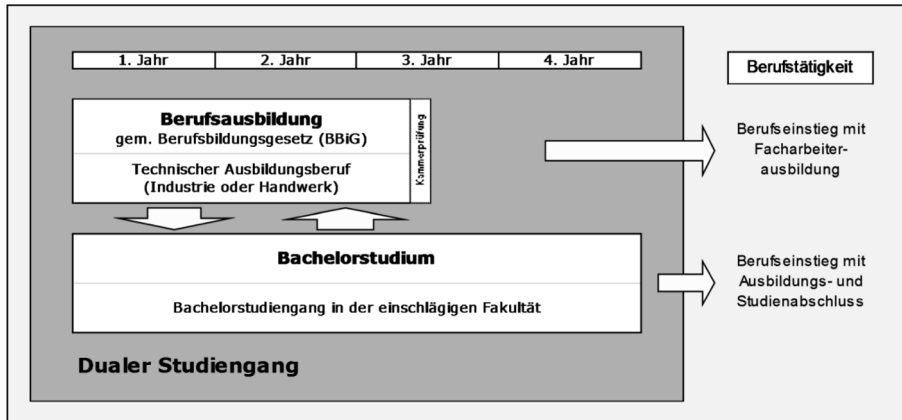 1. Jahr 2. Jahr 3. Jahr 4. Jahr
Berufstätigkeit
Berufsausbildung
gem. Berufsbildungsgesetz (BBiG)
Technischer Ausbildungsberuf
(Industrie oder Handwerk)
Kammerprüfung
Berufseinstieg mit
Facharbeiter-
ausbildung
Bachelorstudium
Bachelorstudiengang in der einschlägigen Fakultät
Berufseinstieg mit
Ausbildungs- und
Studienabschluss
Dualer Studiengang